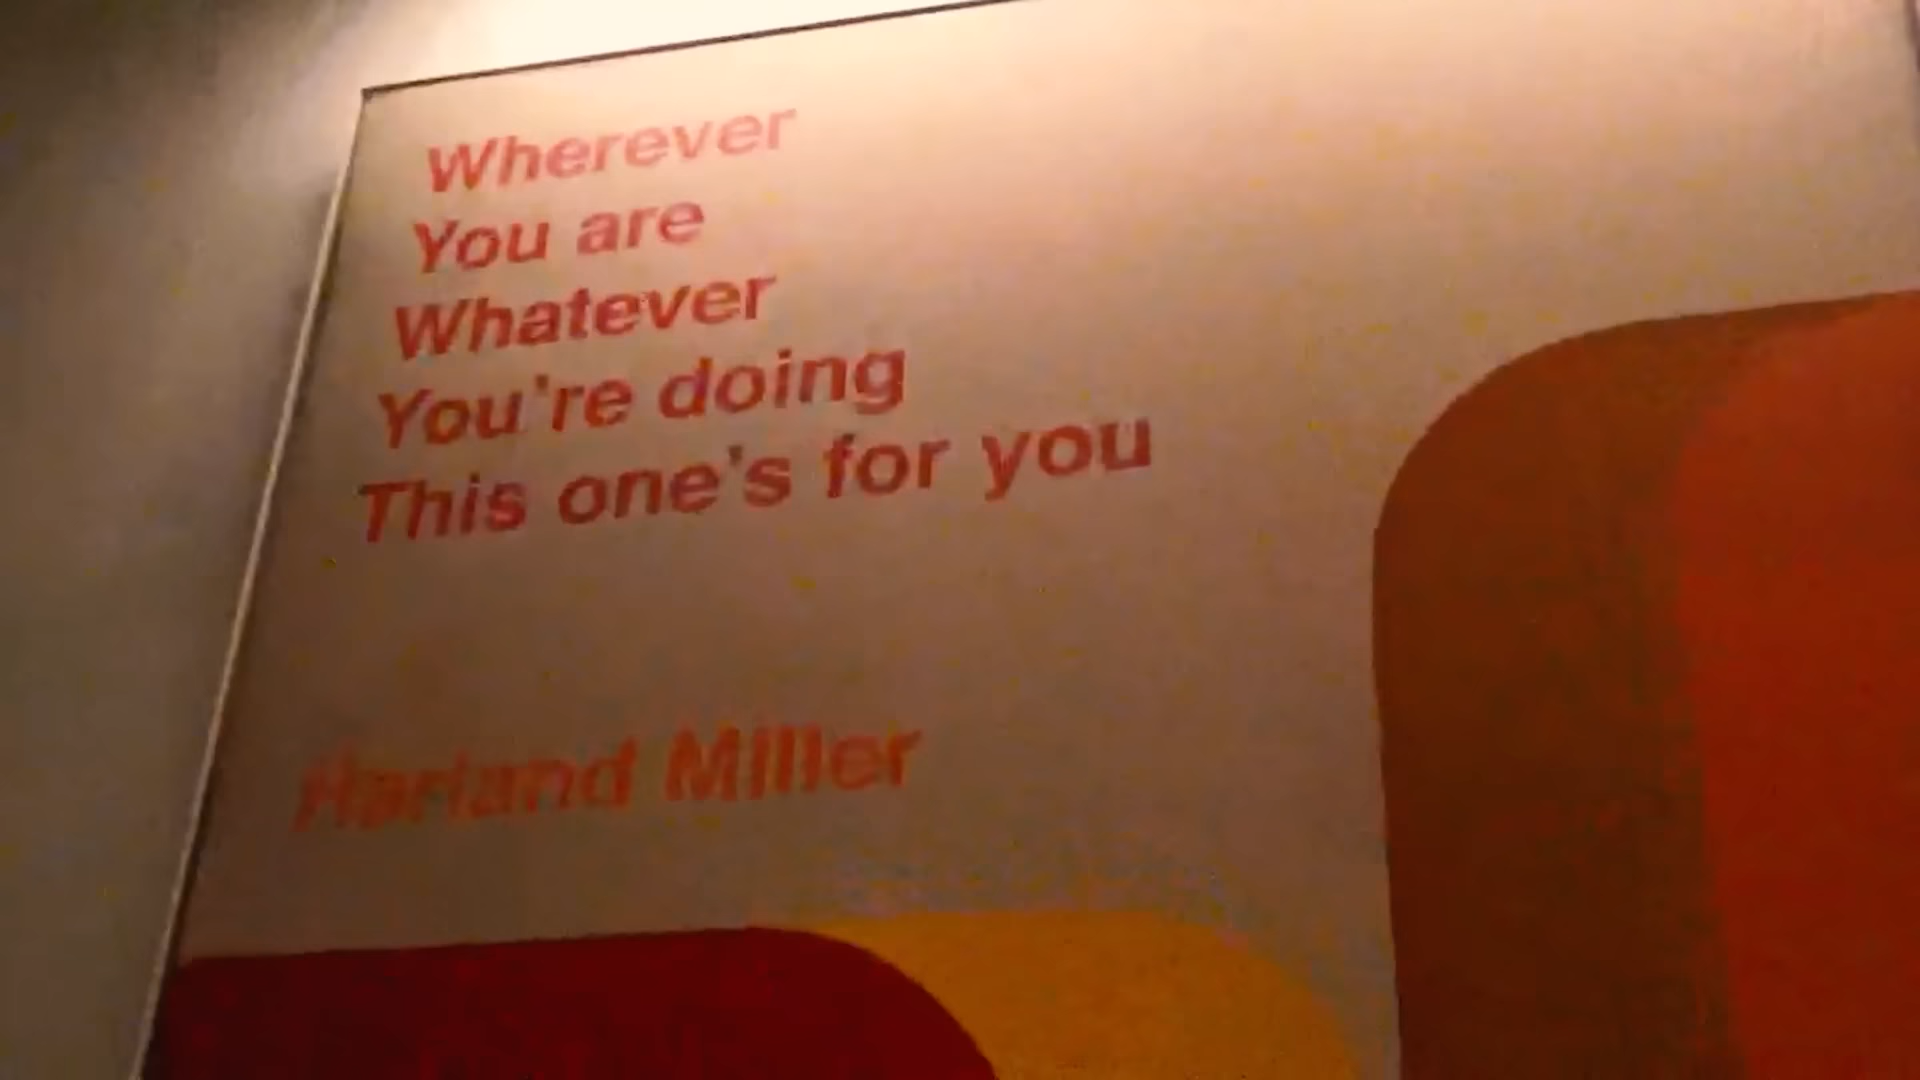 Wherever
You are
Whatever
You're doing
This one's for you
Harland Miller